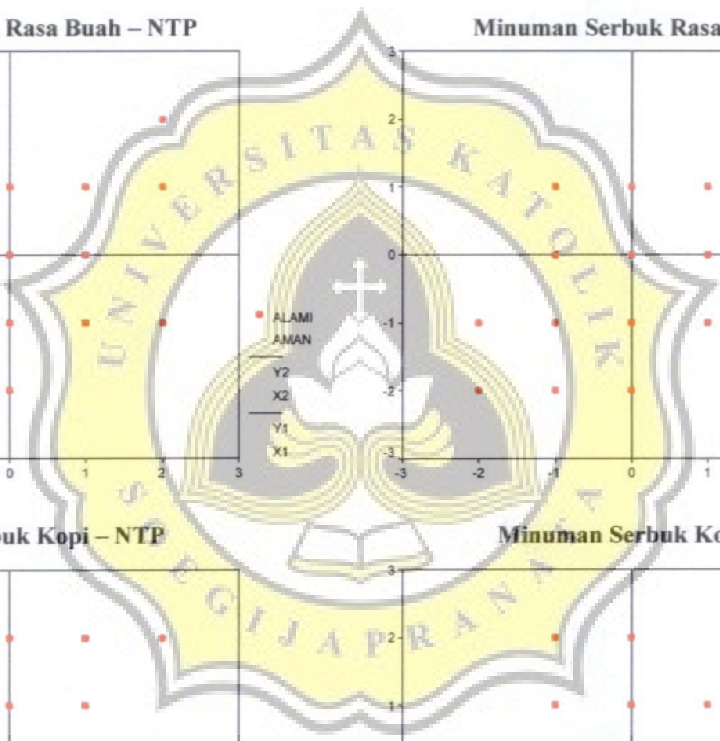 Rasa Buah – NTP
Minuman Serbuk Rasa
3
2
1
0
-1
-2
-3
ALAMI
AMAN
Y2
X2
Y1
X1
0
1
2
3
-3
-2
-1
0
1
UNIVERSITAS KATOLIK
SOEGIJAPRANATA
buk Kopi – NTP
Minuman Serbuk Ko
3
2
1